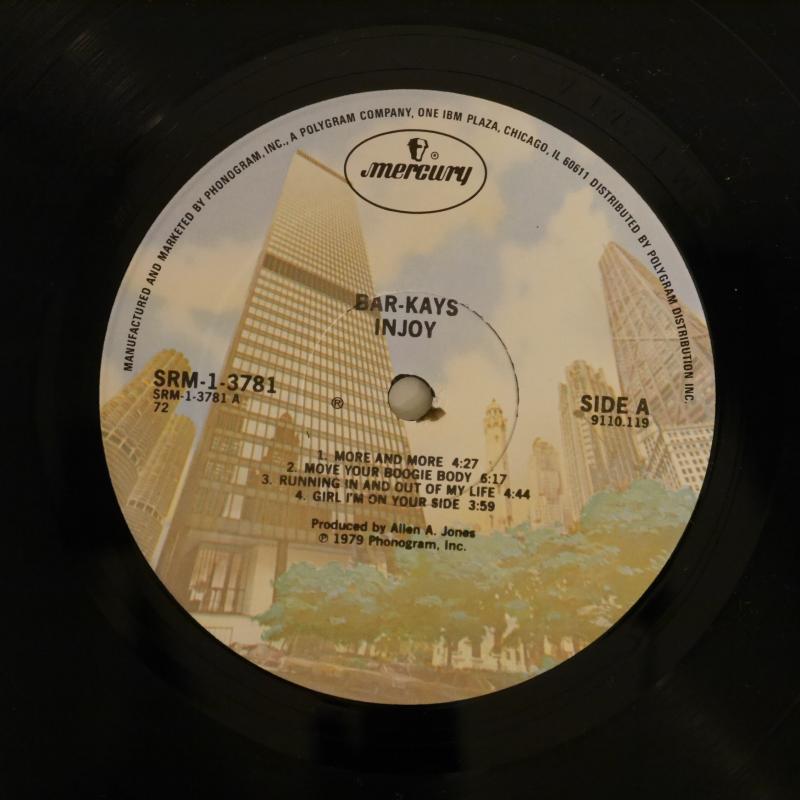 MANUFACTURED AND MARKETED BY PHONOGRAM, INC., A POLYGRAM COMPANY, ONE IBM PLAZA, CHICAGO, IL 60611 DISTRIBUTED BY POLYGRAM DISTRIBUTION INC.
mercury ®
BAR-KAYS
INJOY
SRM-1-3781
SRM-1-3781 A
72
℗
SIDE A
9110.119
1. MORE AND MORE 4:27
2. MOVE YOUR BOOGIE BODY 6:17
3. RUNNING IN AND OUT OF MY LIFE 4:44
4. GIRL I'M ON YOUR SIDE 3:59
Produced by Allen A. Jones
℗ 1979 Phonogram, Inc.